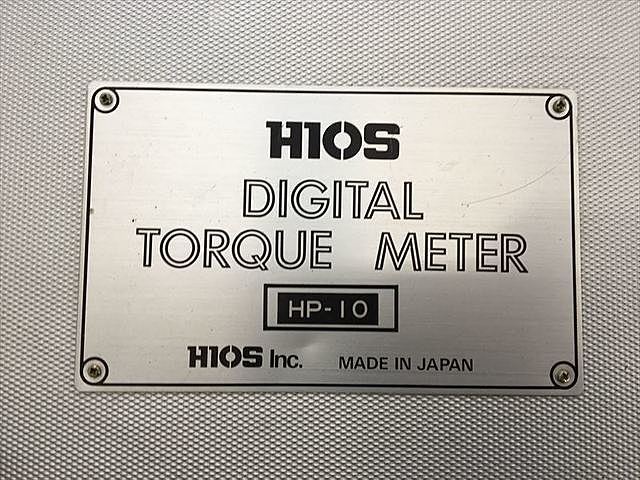 HIOS
DIGITAL
TORQUE METER
HP-10
HIOS Inc. MADE IN JAPAN